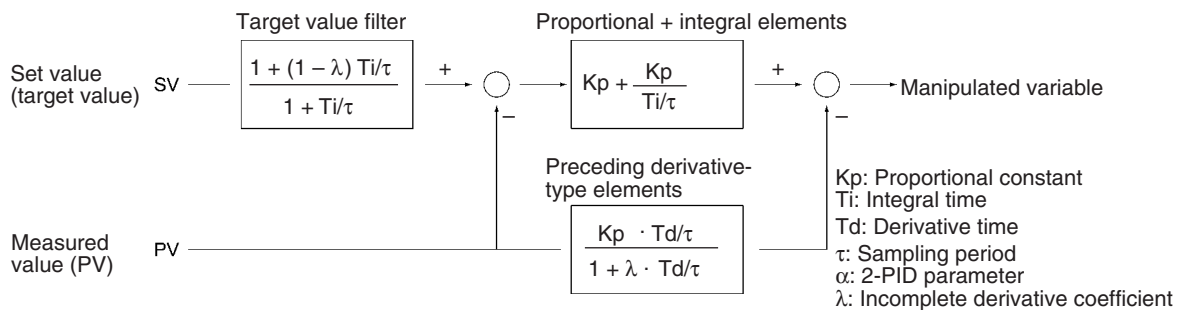 Target value filter
Proportional + integral elements
Set value
(target value)
SV
1 + (1 – λ) Ti/τ
1 + Ti/τ
+
–
Kp + Kp
Ti/τ
+
–
Manipulated variable
Preceding derivative-
type elements
Measured
value (PV)
PV
Kp · Td/τ
1 + λ · Td/τ
Kp: Proportional constant
Ti: Integral time
Td: Derivative time
τ: Sampling period
α: 2-PID parameter
λ: Incomplete derivative coefficient